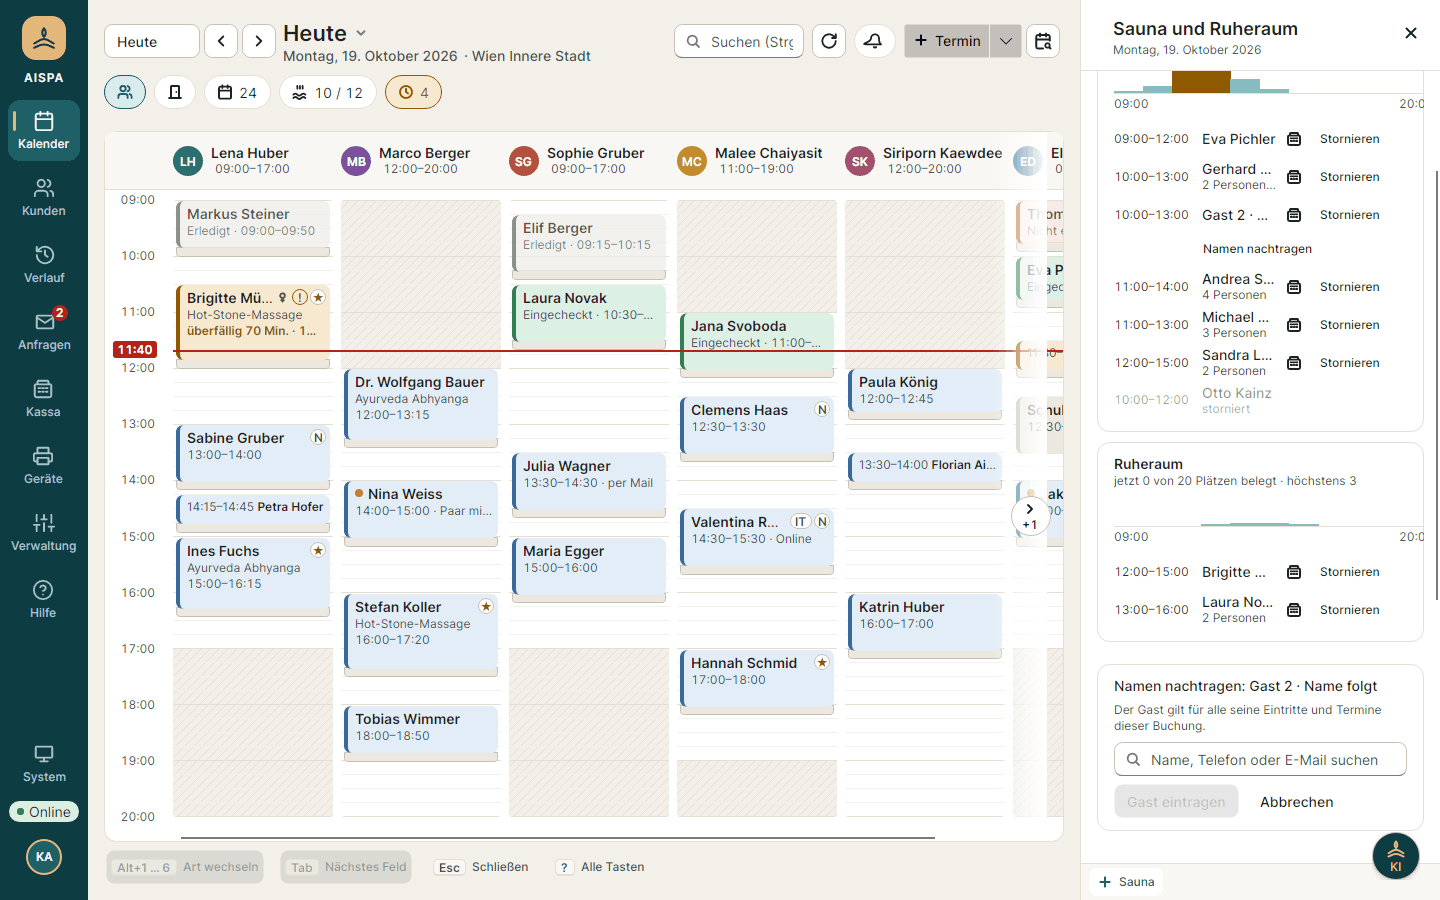 AISPA
Kalender
Kunden
Verlauf
2
Anfragen
Kassa
Geräte
Verwaltung
Hilfe
System
Online
KA
Heute
Heute
Montag, 19. Oktober 2026 · Wien Innere Stadt
Suchen (Strg
+ Termin
24
10 / 12
4
LH
Lena Huber
09:00–17:00
MB
Marco Berger
12:00–20:00
SG
Sophie Gruber
09:00–17:00
MC
Malee Chaiyasit
11:00–19:00
SK
Siriporn Kaewdee
12:00–20:00
ED
09:00
10:00
11:00
11:40
12:00
13:00
14:00
15:00
16:00
17:00
18:00
19:00
20:00
Markus Steiner
Erledigt · 09:00–09:50
Brigitte Mü...
Hot-Stone-Massage
überfällig 70 Min. · 1...
Sabine Gruber
N
13:00–14:00
14:15–14:45 Petra Hofer
Ines Fuchs
Ayurveda Abhyanga
15:00–16:15
Dr. Wolfgang Bauer
Ayurveda Abhyanga
12:00–13:15
Nina Weiss
14:00–15:00 · Paar mi...
Stefan Koller
Hot-Stone-Massage
16:00–17:20
Tobias Wimmer
18:00–18:50
Elif Berger
Erledigt · 09:15–10:15
Laura Novak
Eingecheckt · 10:30–...
Julia Wagner
13:30–14:30 · per Mail
Maria Egger
15:00–16:00
Jana Svoboda
Eingecheckt · 11:00–...
Clemens Haas
N
12:30–13:30
Valentina R...
IT
N
14:30–15:30 · Online
Hannah Schmid
17:00–18:00
Paula König
12:00–12:45
13:30–14:00 Florian Ai...
Katrin Huber
16:00–17:00
+1
Alt+1 … 6 Art wechseln
Tab Nächstes Feld
Esc Schließen
? Alle Tasten
Sauna und Ruheraum
Montag, 19. Oktober 2026
09:00
20:0
09:00–12:00 Eva Pichler Stornieren
10:00–13:00 Gerhard ... Stornieren
2 Personen...
10:00–13:00 Gast 2 · ... Stornieren
Namen nachtragen
11:00–14:00 Andrea S... Stornieren
4 Personen
11:00–13:00 Michael ... Stornieren
3 Personen
12:00–15:00 Sandra L... Stornieren
2 Personen
10:00–12:00 Otto Kainz
storniert
Ruheraum
jetzt 0 von 20 Plätzen belegt · höchstens 3
09:00
20:0
12:00–15:00 Brigitte ... Stornieren
13:00–16:00 Laura No... Stornieren
2 Personen
Namen nachtragen: Gast 2 · Name folgt
Der Gast gilt für alle seine Eintritte und Termine
dieser Buchung.
Name, Telefon oder E-Mail suchen
Gast eintragen
Abbrechen
KI
+ Sauna